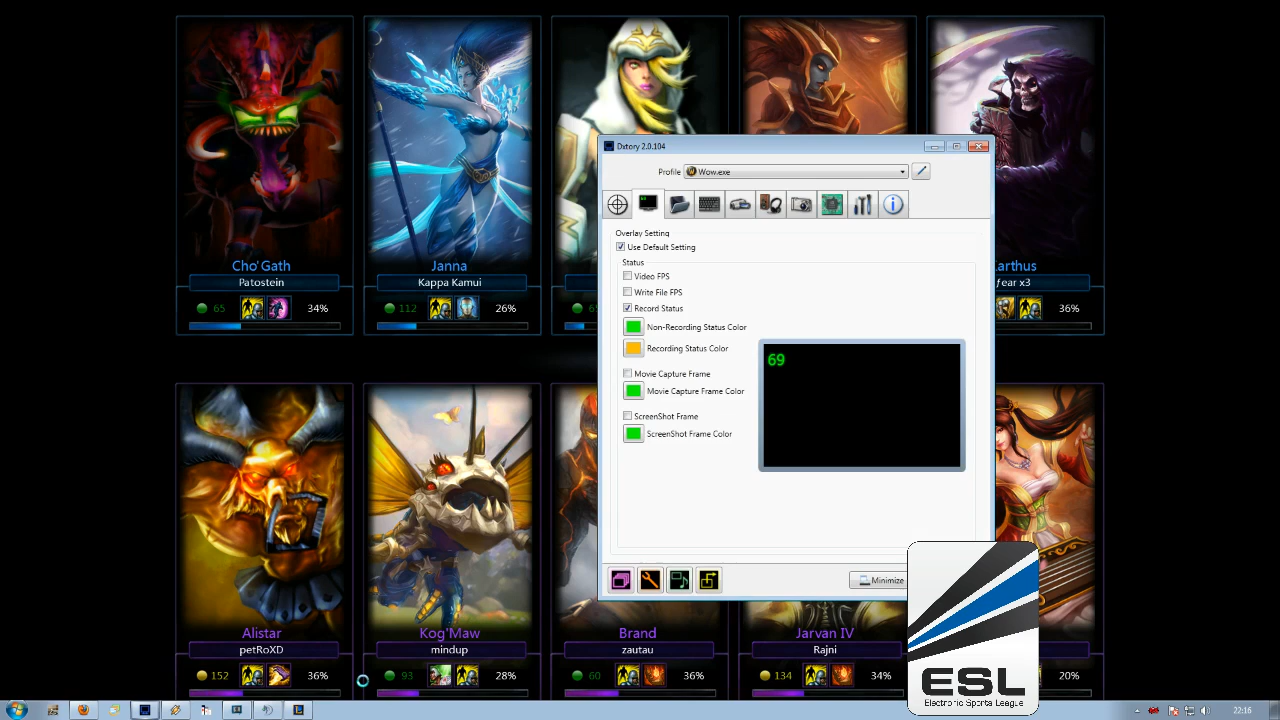 Cho'Gath
Patostein
65
34%
Janna
Kappa Kamui
112
26%
Karthus
fear x3
36%
Dxtory 2.0.104
Profile
Wow.exe
Overlay Setting
Use Default Setting
Status
Video FPS
Write File FPS
Record Status
Non-Recording Status Color
Recording Status Color
Movie Capture Frame
Movie Capture Frame Color
ScreenShot Frame
ScreenShot Frame Color
69
Minimize
Alistar
petRoXD
152
36%
Kog'Maw
mindup
93
28%
Brand
zautau
60
36%
Jarvan IV
Rajni
134
34%
20%
ESL
Electronic Sports League
22:16